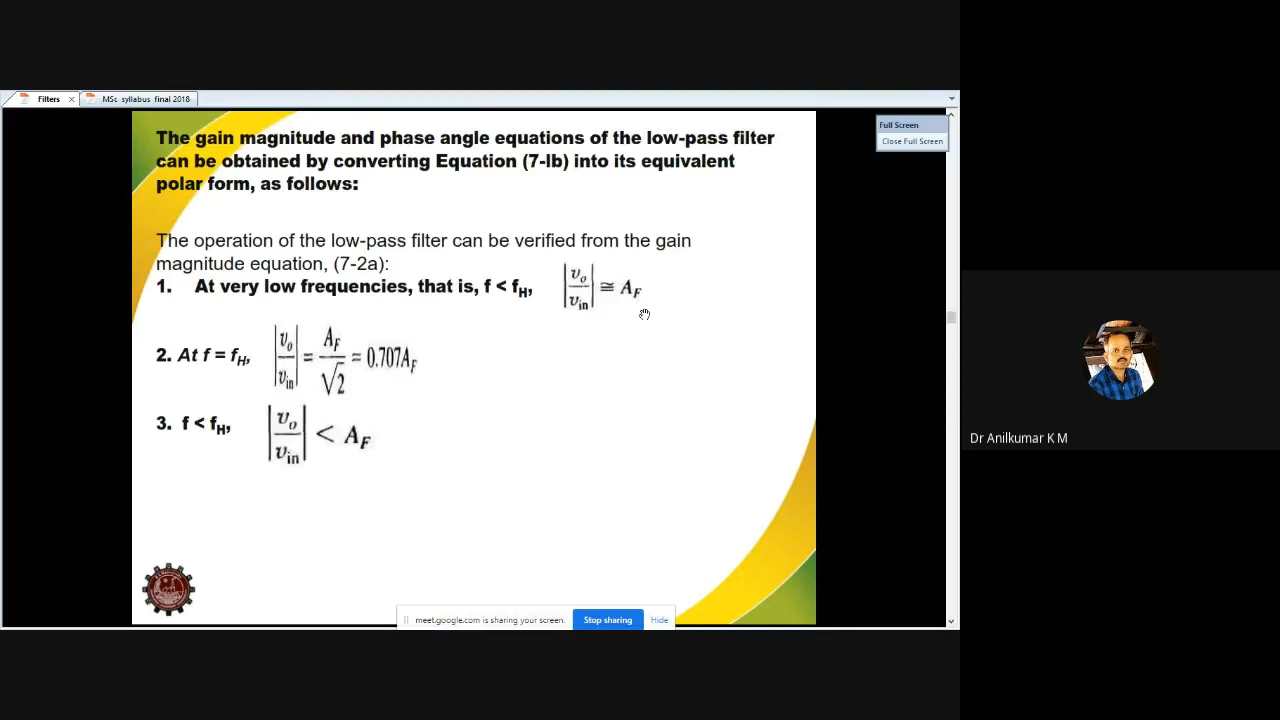 Filters
MSc syllabus final 2018
Full Screen
Close Full Screen
The gain magnitude and phase angle equations of the low-pass filter
can be obtained by converting Equation (7-lb) into its equivalent
polar form, as follows:
The operation of the low-pass filter can be verified from the gain
magnitude equation, (7-2a):
1. At very low frequencies, that is, f < fH, |vo/vin| ≅ AF
2. At f = fH, |vo/vin| = AF/√2 = 0.707AF
3. f < fH, |vo/vin| < AF
Dr Anilkumar K M
meet.google.com is sharing your screen.
Stop sharing
Hide